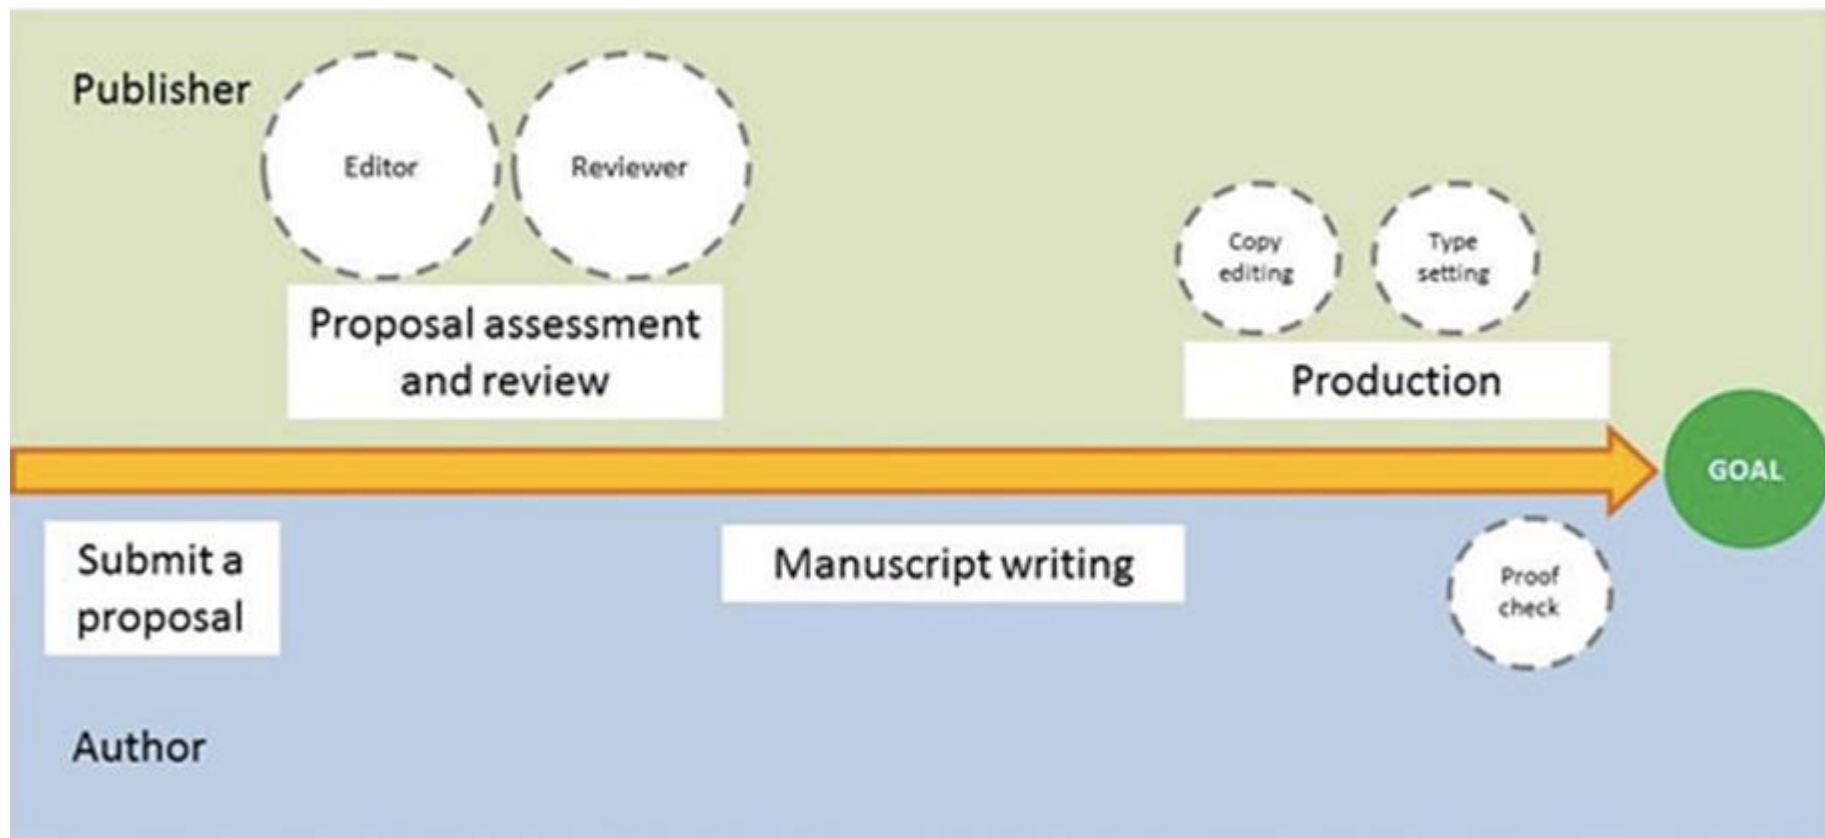 Publisher
Editor
Reviewer
Proposal assessment
and review
Copy
editing
Type
setting
Production
GOAL
Submit a
proposal
Manuscript writing
Proof
check
Author